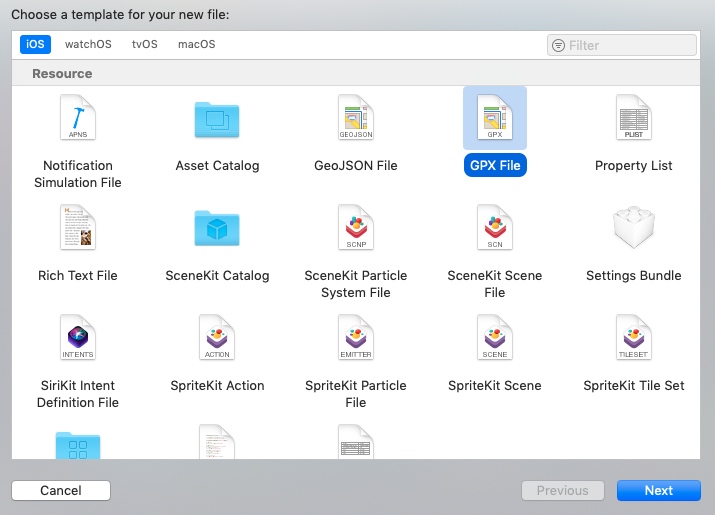 Choose a template for your new file:
iOS watchOS tvOS macOS Filter
Resource
APNS GEOJSON GPX PLIST
Notification Simulation File
Asset Catalog
GeoJSON File
GPX File
Property List
SCNP SCN
Rich Text File
SceneKit Catalog
SceneKit Particle System File
SceneKit Scene File
Settings Bundle
INTENTS ACTION EMITTER SCENE TILESET
SiriKit Intent Definition File
SpriteKit Action
SpriteKit Particle File
SpriteKit Scene
SpriteKit Tile Set
Cancel Previous Next